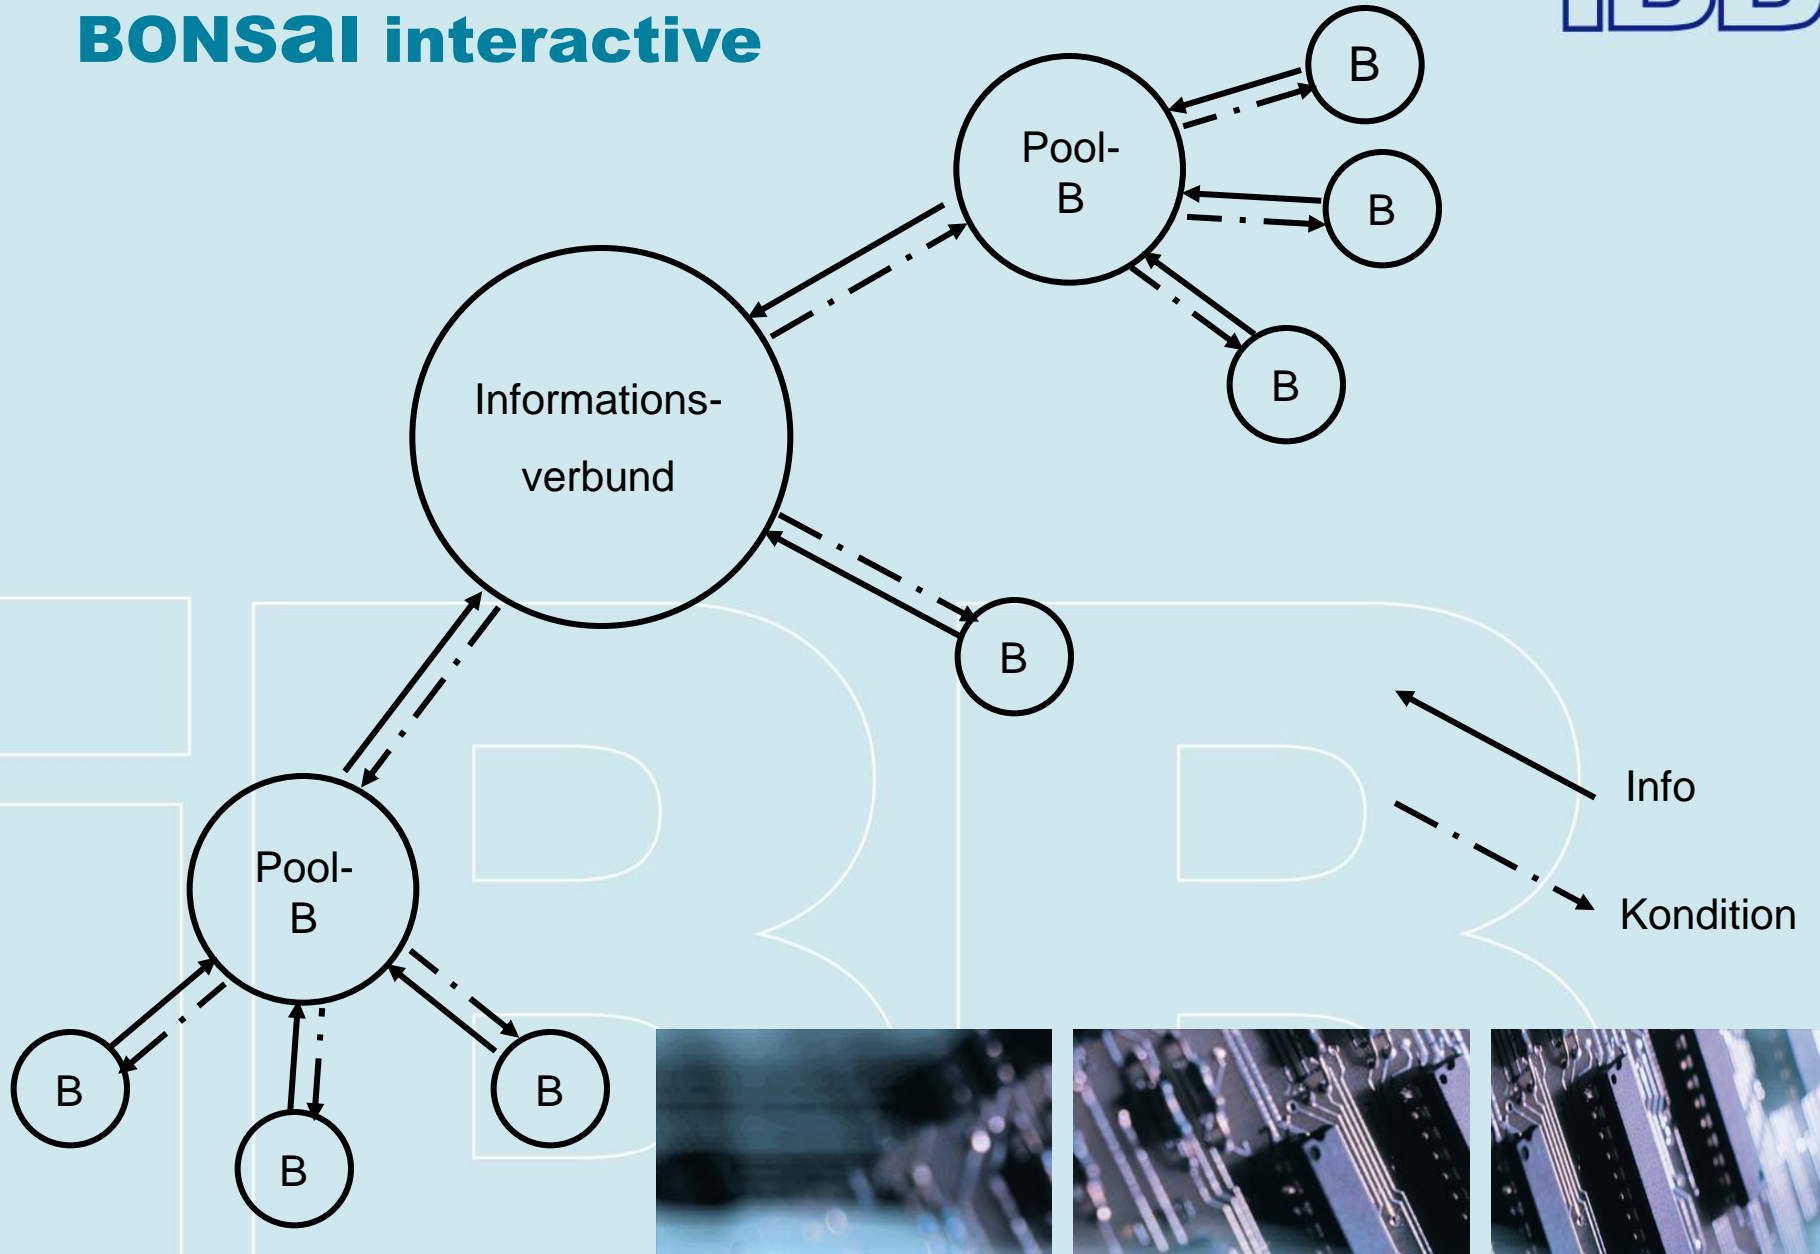 BONSaI interactive
B
Pool-
B
B
B
Informations-
verbund
B
Info
Kondition
Pool-
B
B
B
B